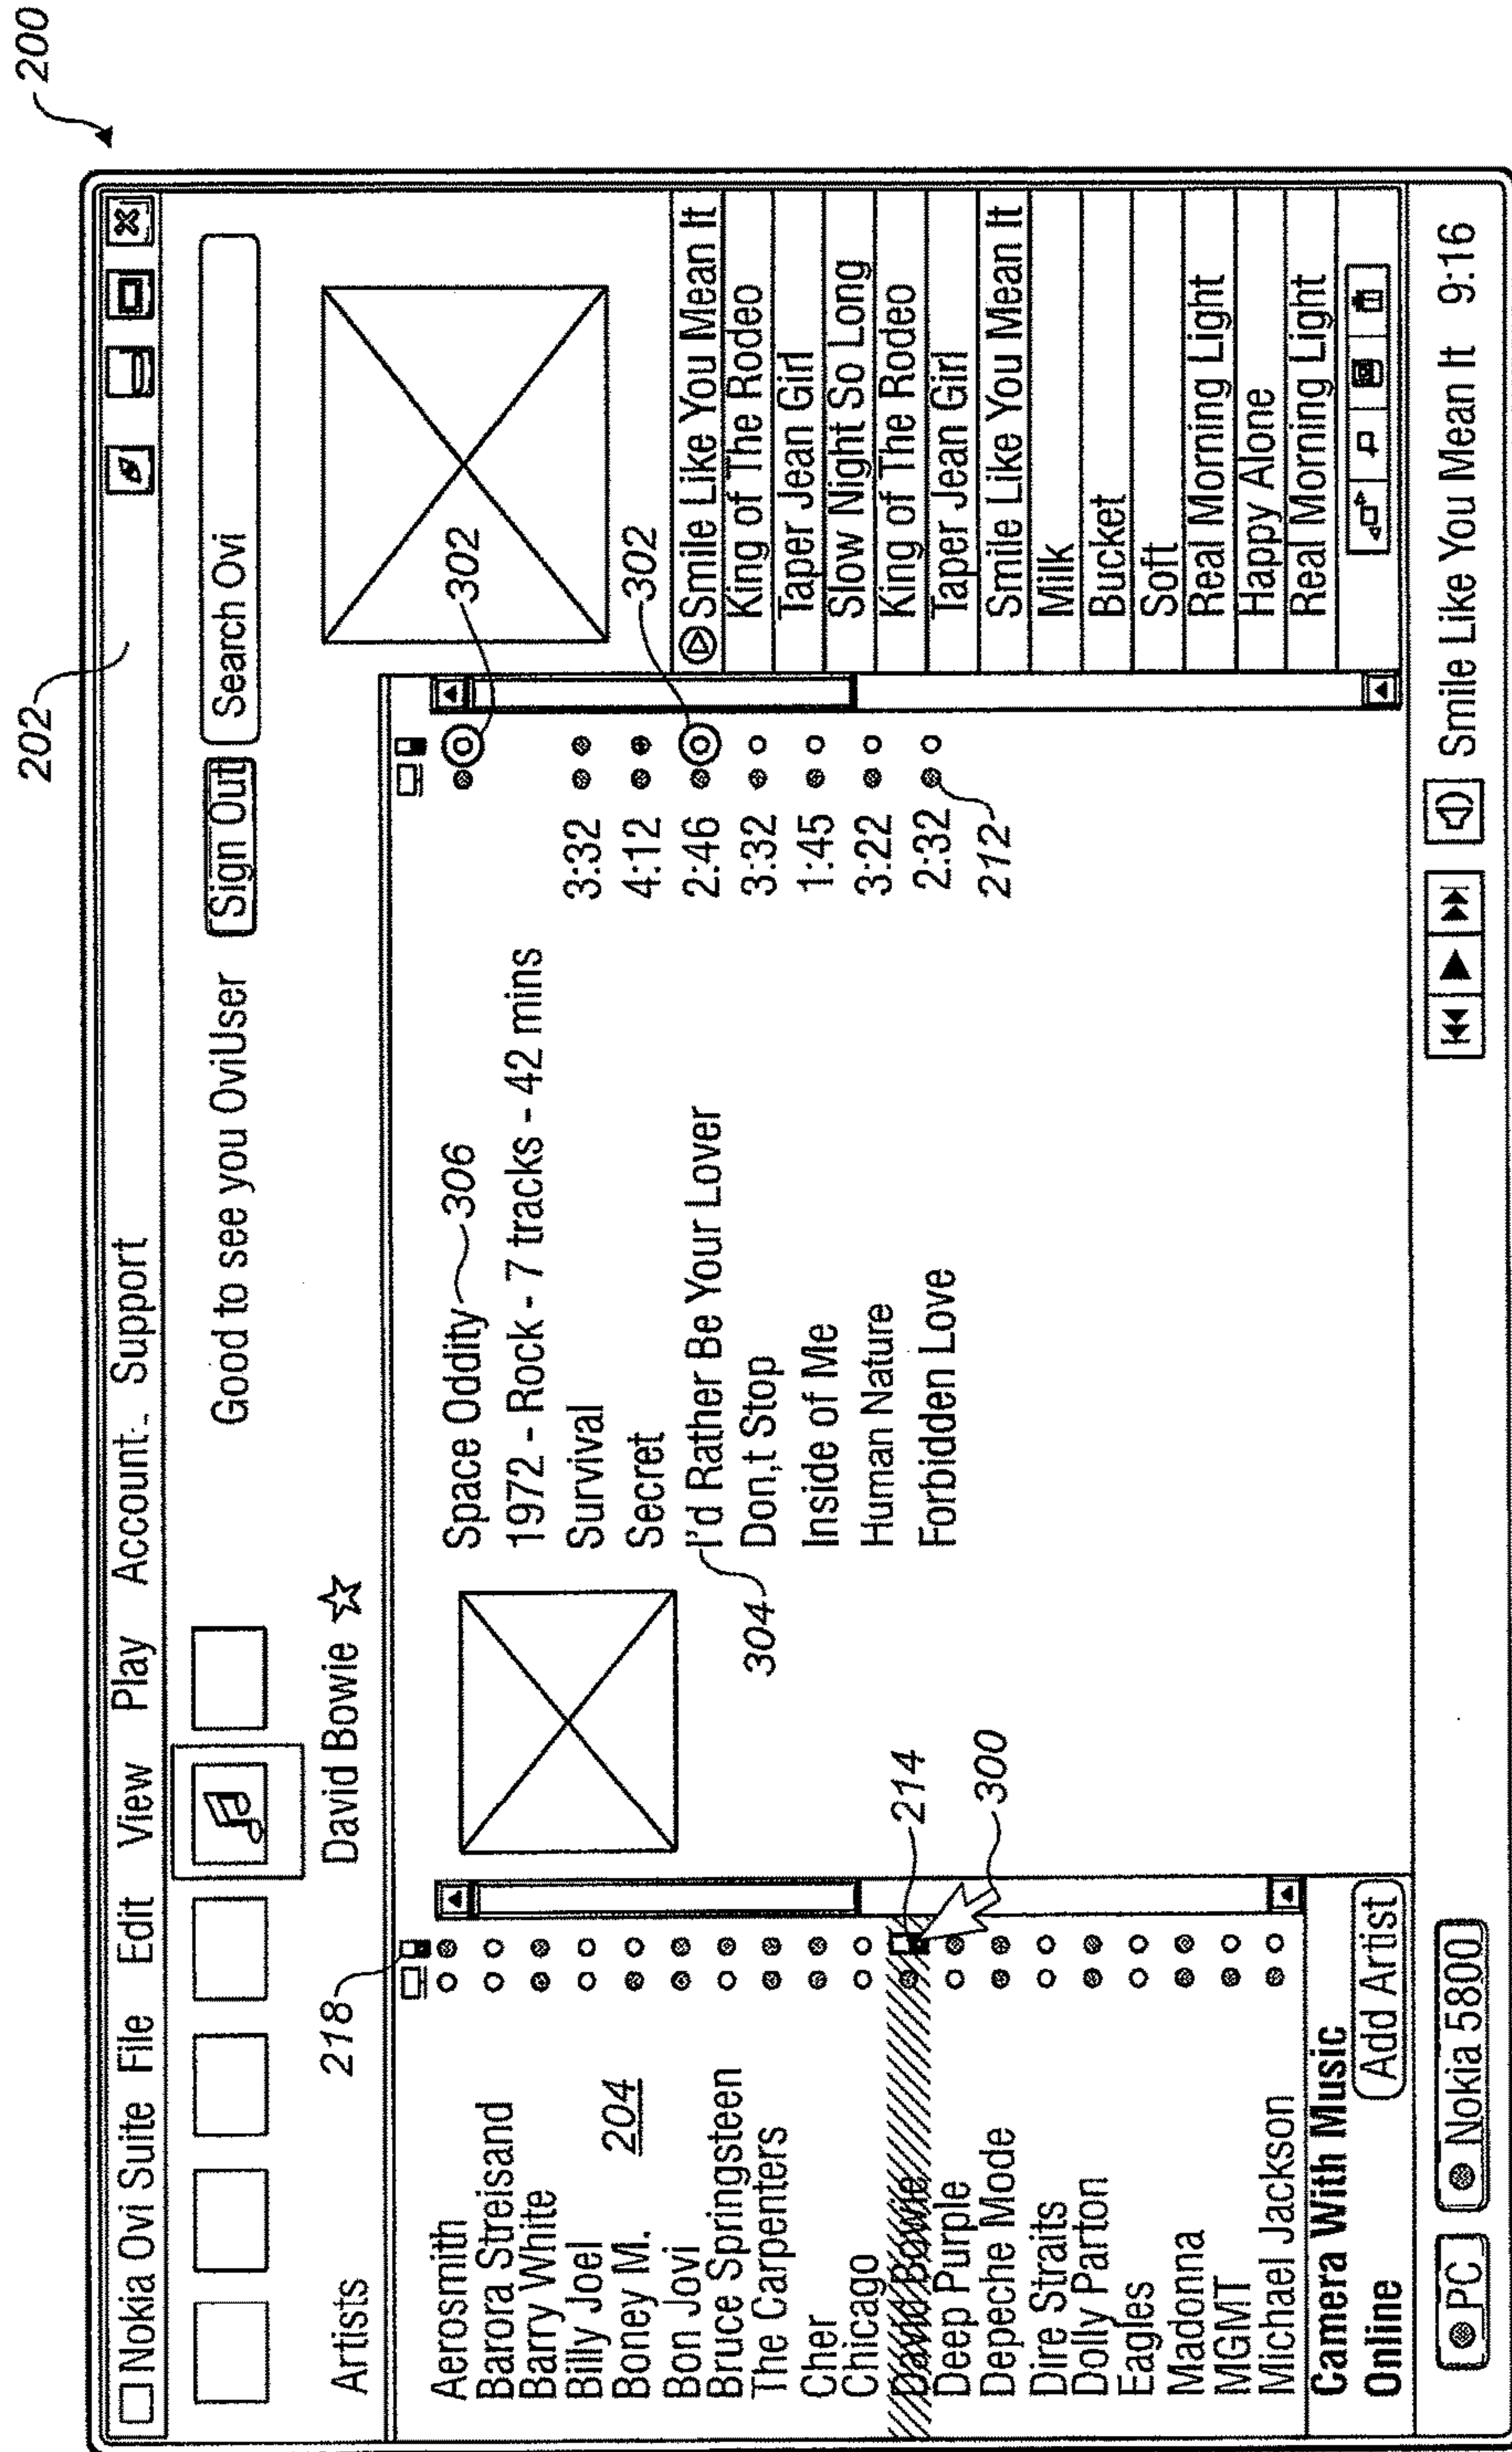 200
202
Nokia Ovi Suite File Edit View Play Account Support
Good to see you OviUser
Sign Out
Search Ovi
Artists
218
David Bowie
Aerosmith
Barora Streisand
Barry White
Billy Joel
204
Boney M.
Bon Jovi
Bruce Springsteen
The Carpenters
Cher
Chicago
David Bowie
Deep Purple
Depeche Mode
Dire Straits
Dolly Parton
Eagles
Madonna
MGMT
Michael Jackson
214
300
Camera With Music
Online
Add Artist
Space Oddity 306
1972 - Rock - 7 tracks - 42 mins
Survival 3:32
Secret 4:12
I'd Rather Be Your Lover 2:46
304
Don,t Stop 3:32
Inside of Me 1:45
Human Nature 3:22
Forbidden Love 2:32
212
302
302
Smile Like You Mean It
King of The Rodeo
Taper Jean Girl
Slow Night So Long
King of The Rodeo
Taper Jean Girl
Smile Like You Mean It
Milk
Bucket
Soft
Real Morning Light
Happy Alone
Real Morning Light
PC
Nokia 5800
Smile Like You Mean It 9:16